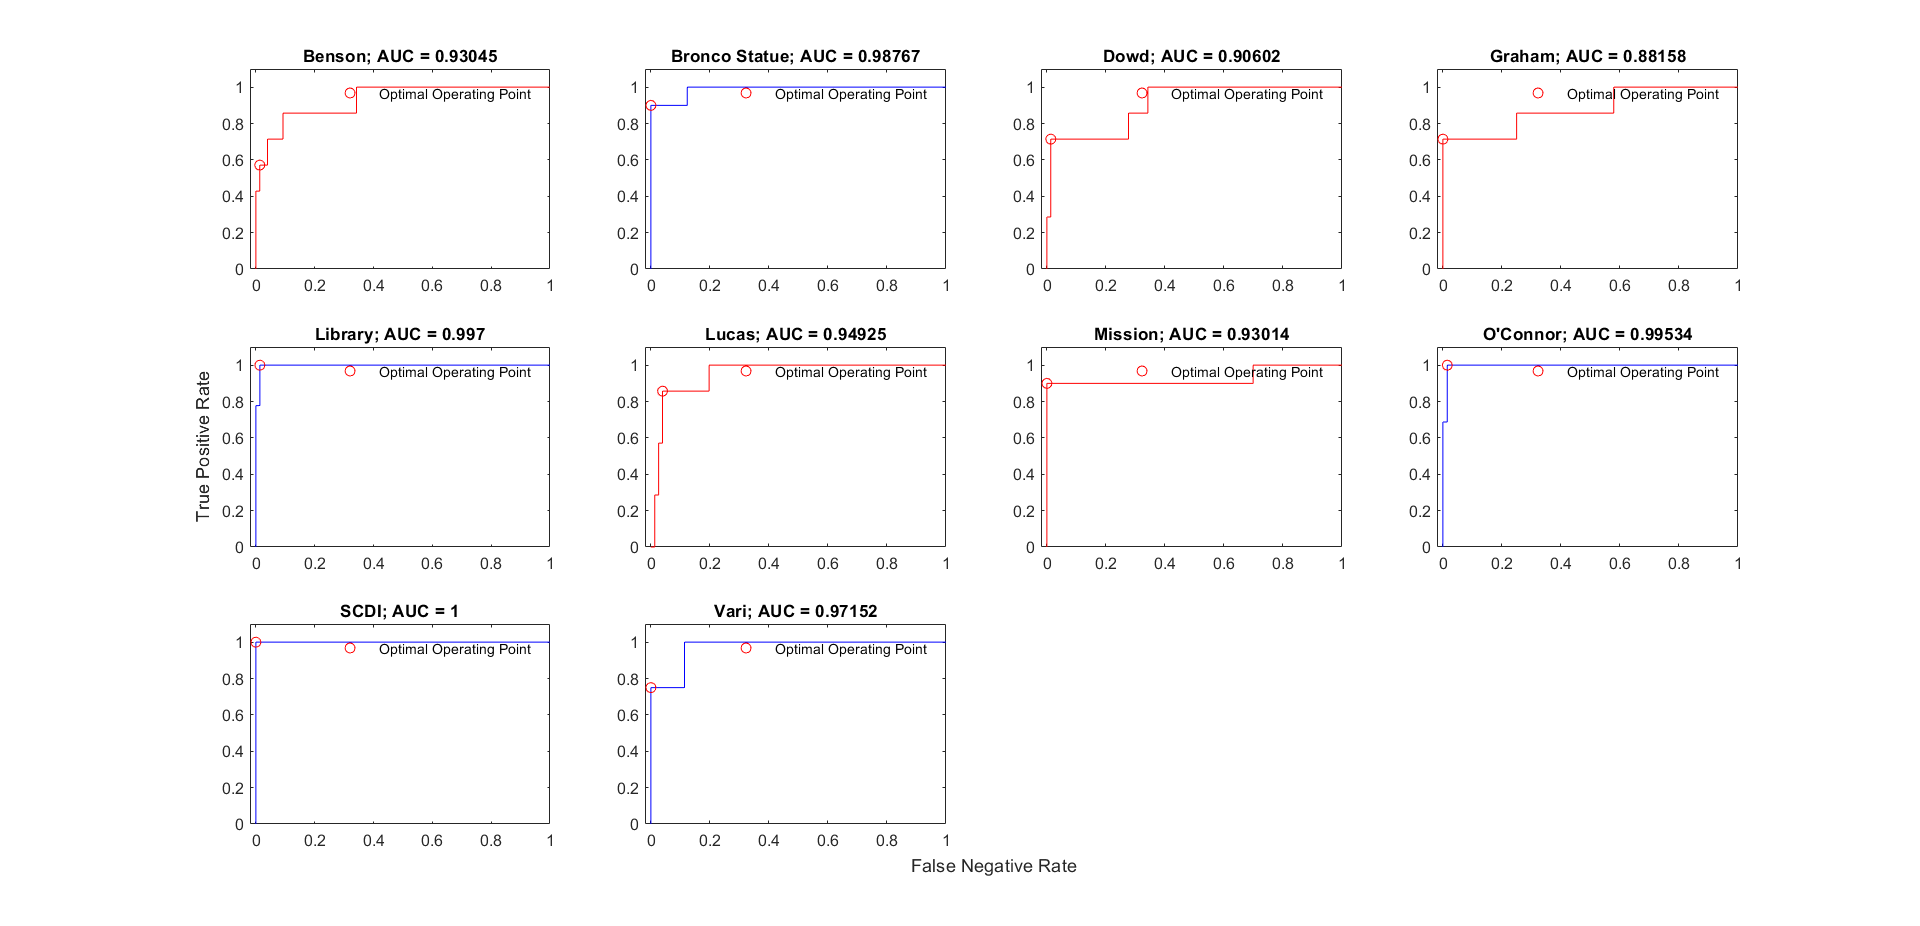 Benson; AUC = 0.93045
1
0.8
0.6
0.4
0.2
0
0 0.2 0.4 0.6 0.8 1
Optimal Operating Point
Bronco Statue; AUC = 0.98767
1
0.8
0.6
0.4
0.2
0
0 0.2 0.4 0.6 0.8 1
Optimal Operating Point
Dowd; AUC = 0.90602
1
0.8
0.6
0.4
0.2
0
0 0.2 0.4 0.6 0.8 1
Optimal Operating Point
Graham; AUC = 0.88158
1
0.8
0.6
0.4
0.2
0
0 0.2 0.4 0.6 0.8 1
Optimal Operating Point
True Positive Rate
Library; AUC = 0.997
1
0.8
0.6
0.4
0.2
0
0 0.2 0.4 0.6 0.8 1
Optimal Operating Point
Lucas; AUC = 0.94925
1
0.8
0.6
0.4
0.2
0
0 0.2 0.4 0.6 0.8 1
Optimal Operating Point
Mission; AUC = 0.93014
1
0.8
0.6
0.4
0.2
0
0 0.2 0.4 0.6 0.8 1
Optimal Operating Point
O'Connor; AUC = 0.99534
1
0.8
0.6
0.4
0.2
0
0 0.2 0.4 0.6 0.8 1
Optimal Operating Point
SCDI; AUC = 1
1
0.8
0.6
0.4
0.2
0
0 0.2 0.4 0.6 0.8 1
Optimal Operating Point
Vari; AUC = 0.97152
1
0.8
0.6
0.4
0.2
0
0 0.2 0.4 0.6 0.8 1
Optimal Operating Point
False Negative Rate